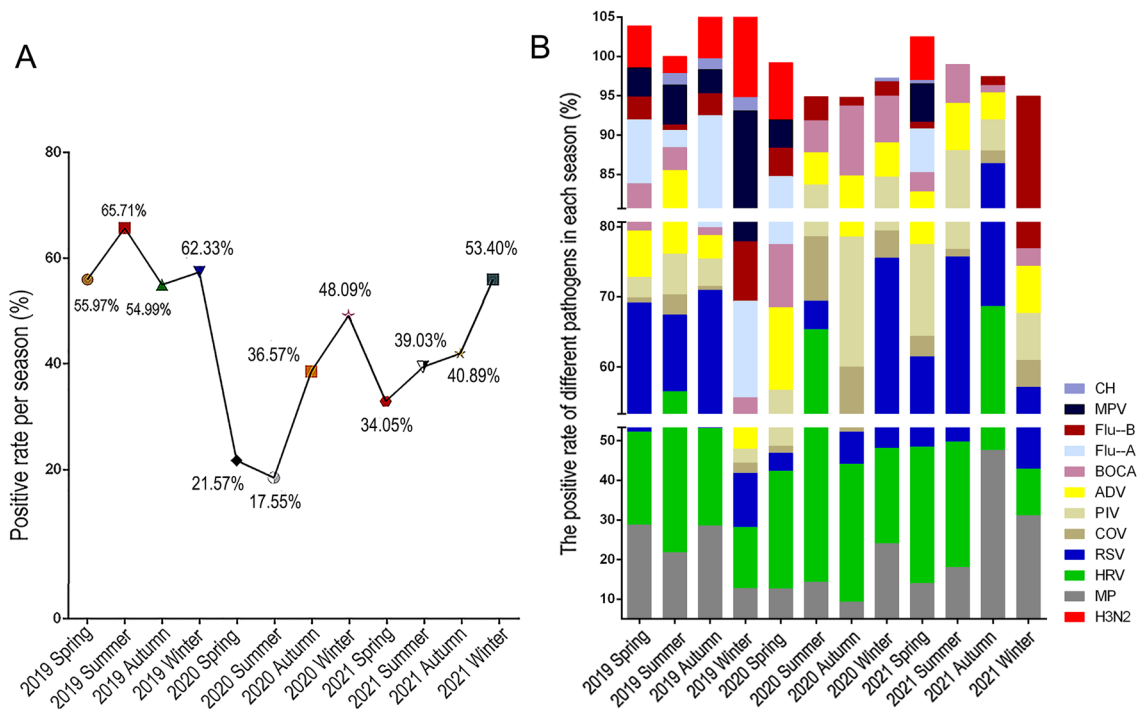 A
Positive rate per season (%)
80
60
40
20
0
55.97%
65.71%
54.99%
62.33%
21.57%
17.55%
36.57%
48.09%
34.05%
39.03%
40.89%
53.40%
2019 Spring
2019 Summer
2019 Autumn
2019 Winter
2020 Spring
2020 Summer
2020 Autumn
2020 Winter
2021 Spring
2021 Summer
2021 Autumn
2021 Winter
B
The positive rate of different pathogens in each season (%)
105
100
95
90
85
80
70
60
50
40
30
20
10
2019 Spring
2019 Summer
2019 Autumn
2019 Winter
2020 Spring
2020 Summer
2020 Autumn
2020 Winter
2021 Spring
2021 Summer
2021 Autumn
2021 Winter
CH
MPV
Flu--B
Flu--A
BOCA
ADV
PIV
COV
RSV
HRV
MP
H3N2